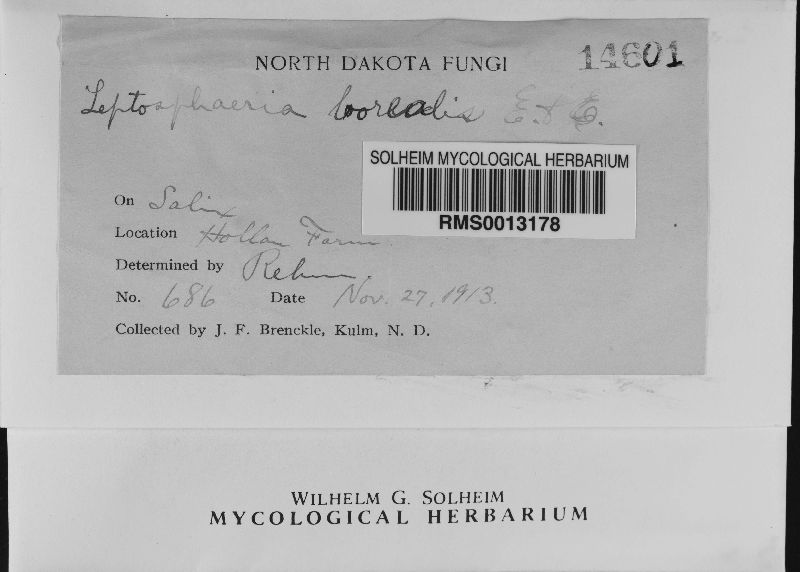 NORTH DAKOTA FUNGI 14601
Leptosphaeria borealis E. & E.
SOLHEIM MYCOLOGICAL HERBARIUM
RMS0013178
On Salix
Location Hollan Farm.
Determined by Rehm.
No. 686 Date Nov. 27, 1913.
Collected by J. F. Brenckle, Kulm, N. D.
WILHELM G. SOLHEIM
MYCOLOGICAL HERBARIUM